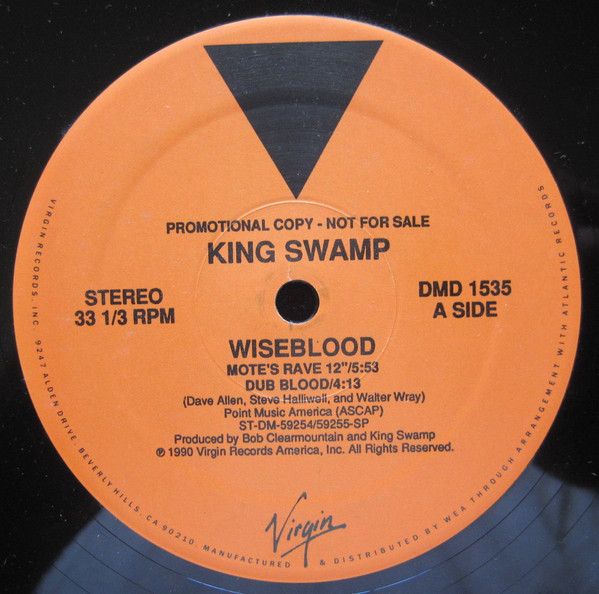 PROMOTIONAL COPY - NOT FOR SALE
KING SWAMP
STEREO
33 1/3 RPM
DMD 1535
A SIDE
WISEBLOOD
MOTE'S RAVE 12"/5:53
DUB BLOOD/4:13
(Dave Allen, Steve Halliwell, and Walter Wray)
Point Music America (ASCAP)
ST-DM-59254/59255-SP
Produced by Bob Clearmountain and King Swamp
℗ 1990 Virgin Records America, Inc. All Rights Reserved.
Virgin
VIRGIN RECORDS, INC. 9247 ALDEN DRIVE, BEVERLY HILLS, CA 90210. MANUFACTURED & DISTRIBUTED BY WEA THROUGH ARRANGEMENT WITH ATLANTIC RECORDS